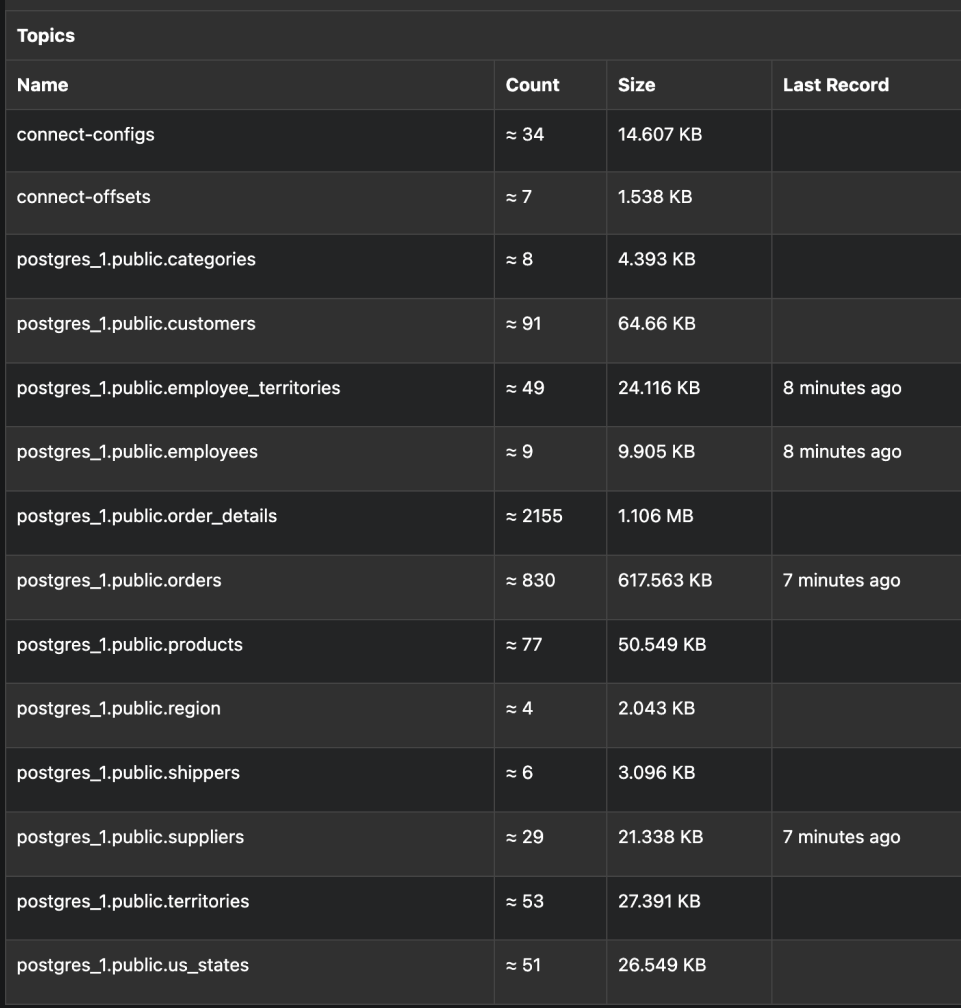 Topics
Name Count Size Last Record
connect-configs ≈ 34 14.607 KB
connect-offsets ≈ 7 1.538 KB
postgres_1.public.categories ≈ 8 4.393 KB
postgres_1.public.customers ≈ 91 64.66 KB
postgres_1.public.employee_territories ≈ 49 24.116 KB 8 minutes ago
postgres_1.public.employees ≈ 9 9.905 KB 8 minutes ago
postgres_1.public.order_details ≈ 2155 1.106 MB
postgres_1.public.orders ≈ 830 617.563 KB 7 minutes ago
postgres_1.public.products ≈ 77 50.549 KB
postgres_1.public.region ≈ 4 2.043 KB
postgres_1.public.shippers ≈ 6 3.096 KB
postgres_1.public.suppliers ≈ 29 21.338 KB 7 minutes ago
postgres_1.public.territories ≈ 53 27.391 KB
postgres_1.public.us_states ≈ 51 26.549 KB